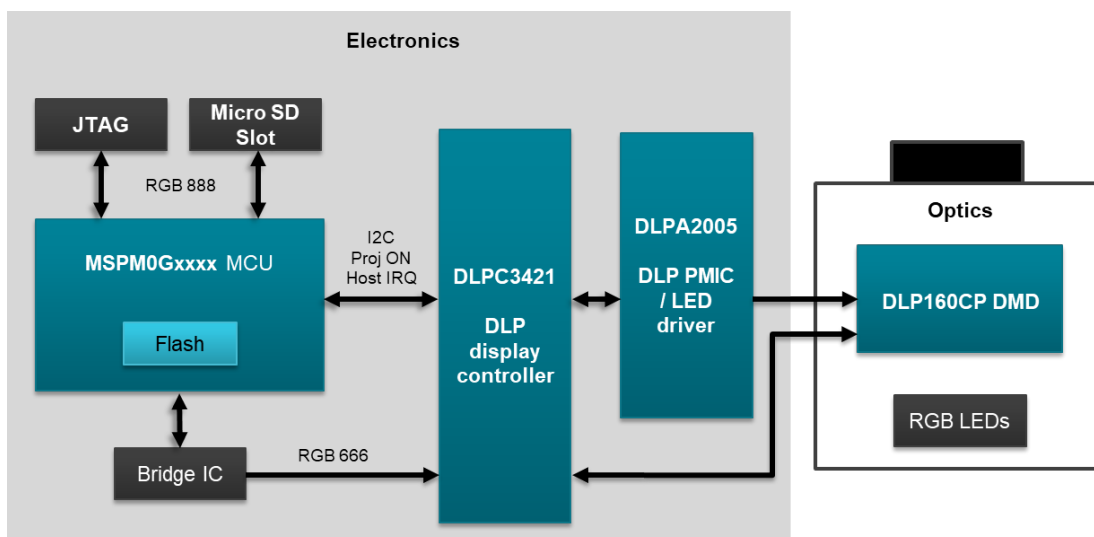 Electronics
JTAG
Micro SD
Slot
RGB 888
MSPM0Gxxxx MCU
Flash
I2C
Proj ON
Host IRQ
Bridge IC
RGB 666
DLPC3421
DLP
display
controller
DLPA2005
DLP PMIC
/ LED
driver
Optics
DLP160CP DMD
RGB LEDs